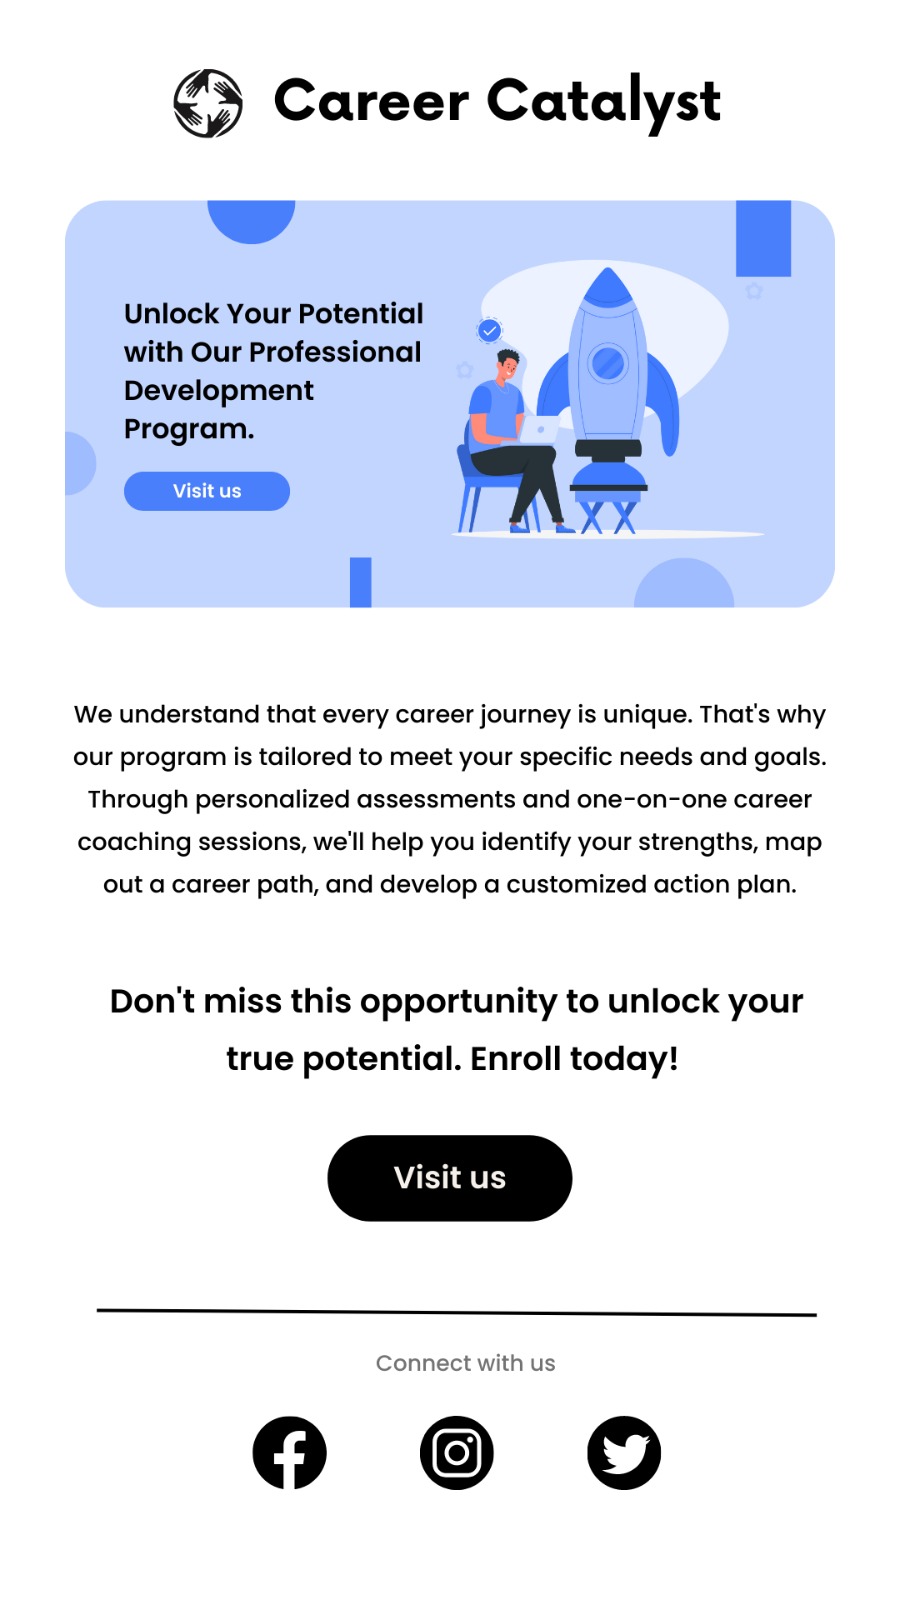 Career Catalyst
Unlock Your Potential
with Our Professional
Development
Program.
Visit us
We understand that every career journey is unique. That's why
our program is tailored to meet your specific needs and goals.
Through personalized assessments and one-on-one career
coaching sessions, we'll help you identify your strengths, map
out a career path, and develop a customized action plan.
Don't miss this opportunity to unlock your
true potential. Enroll today!
Visit us
Connect with us